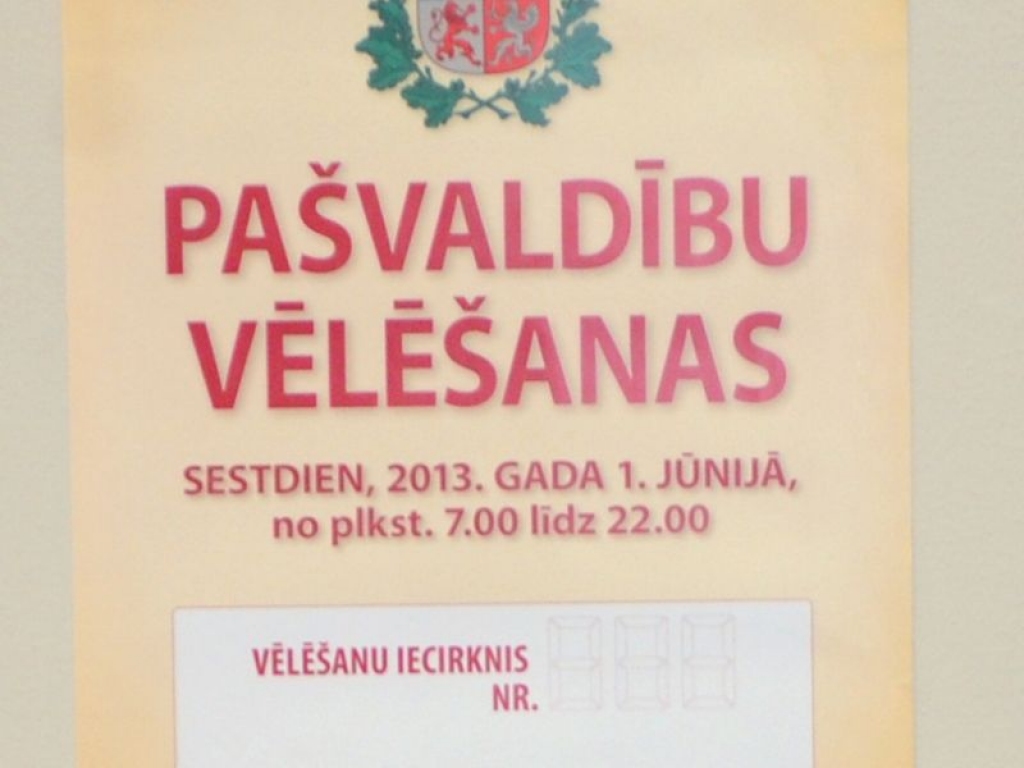 PAŠVALDĪBU
VĒLĒŠANAS
SESTDIEN, 2013. GADA 1. JŪNIJĀ,
no plkst. 7.00 līdz 22.00
VĒLĒŠANU IECIRKNIS
NR.